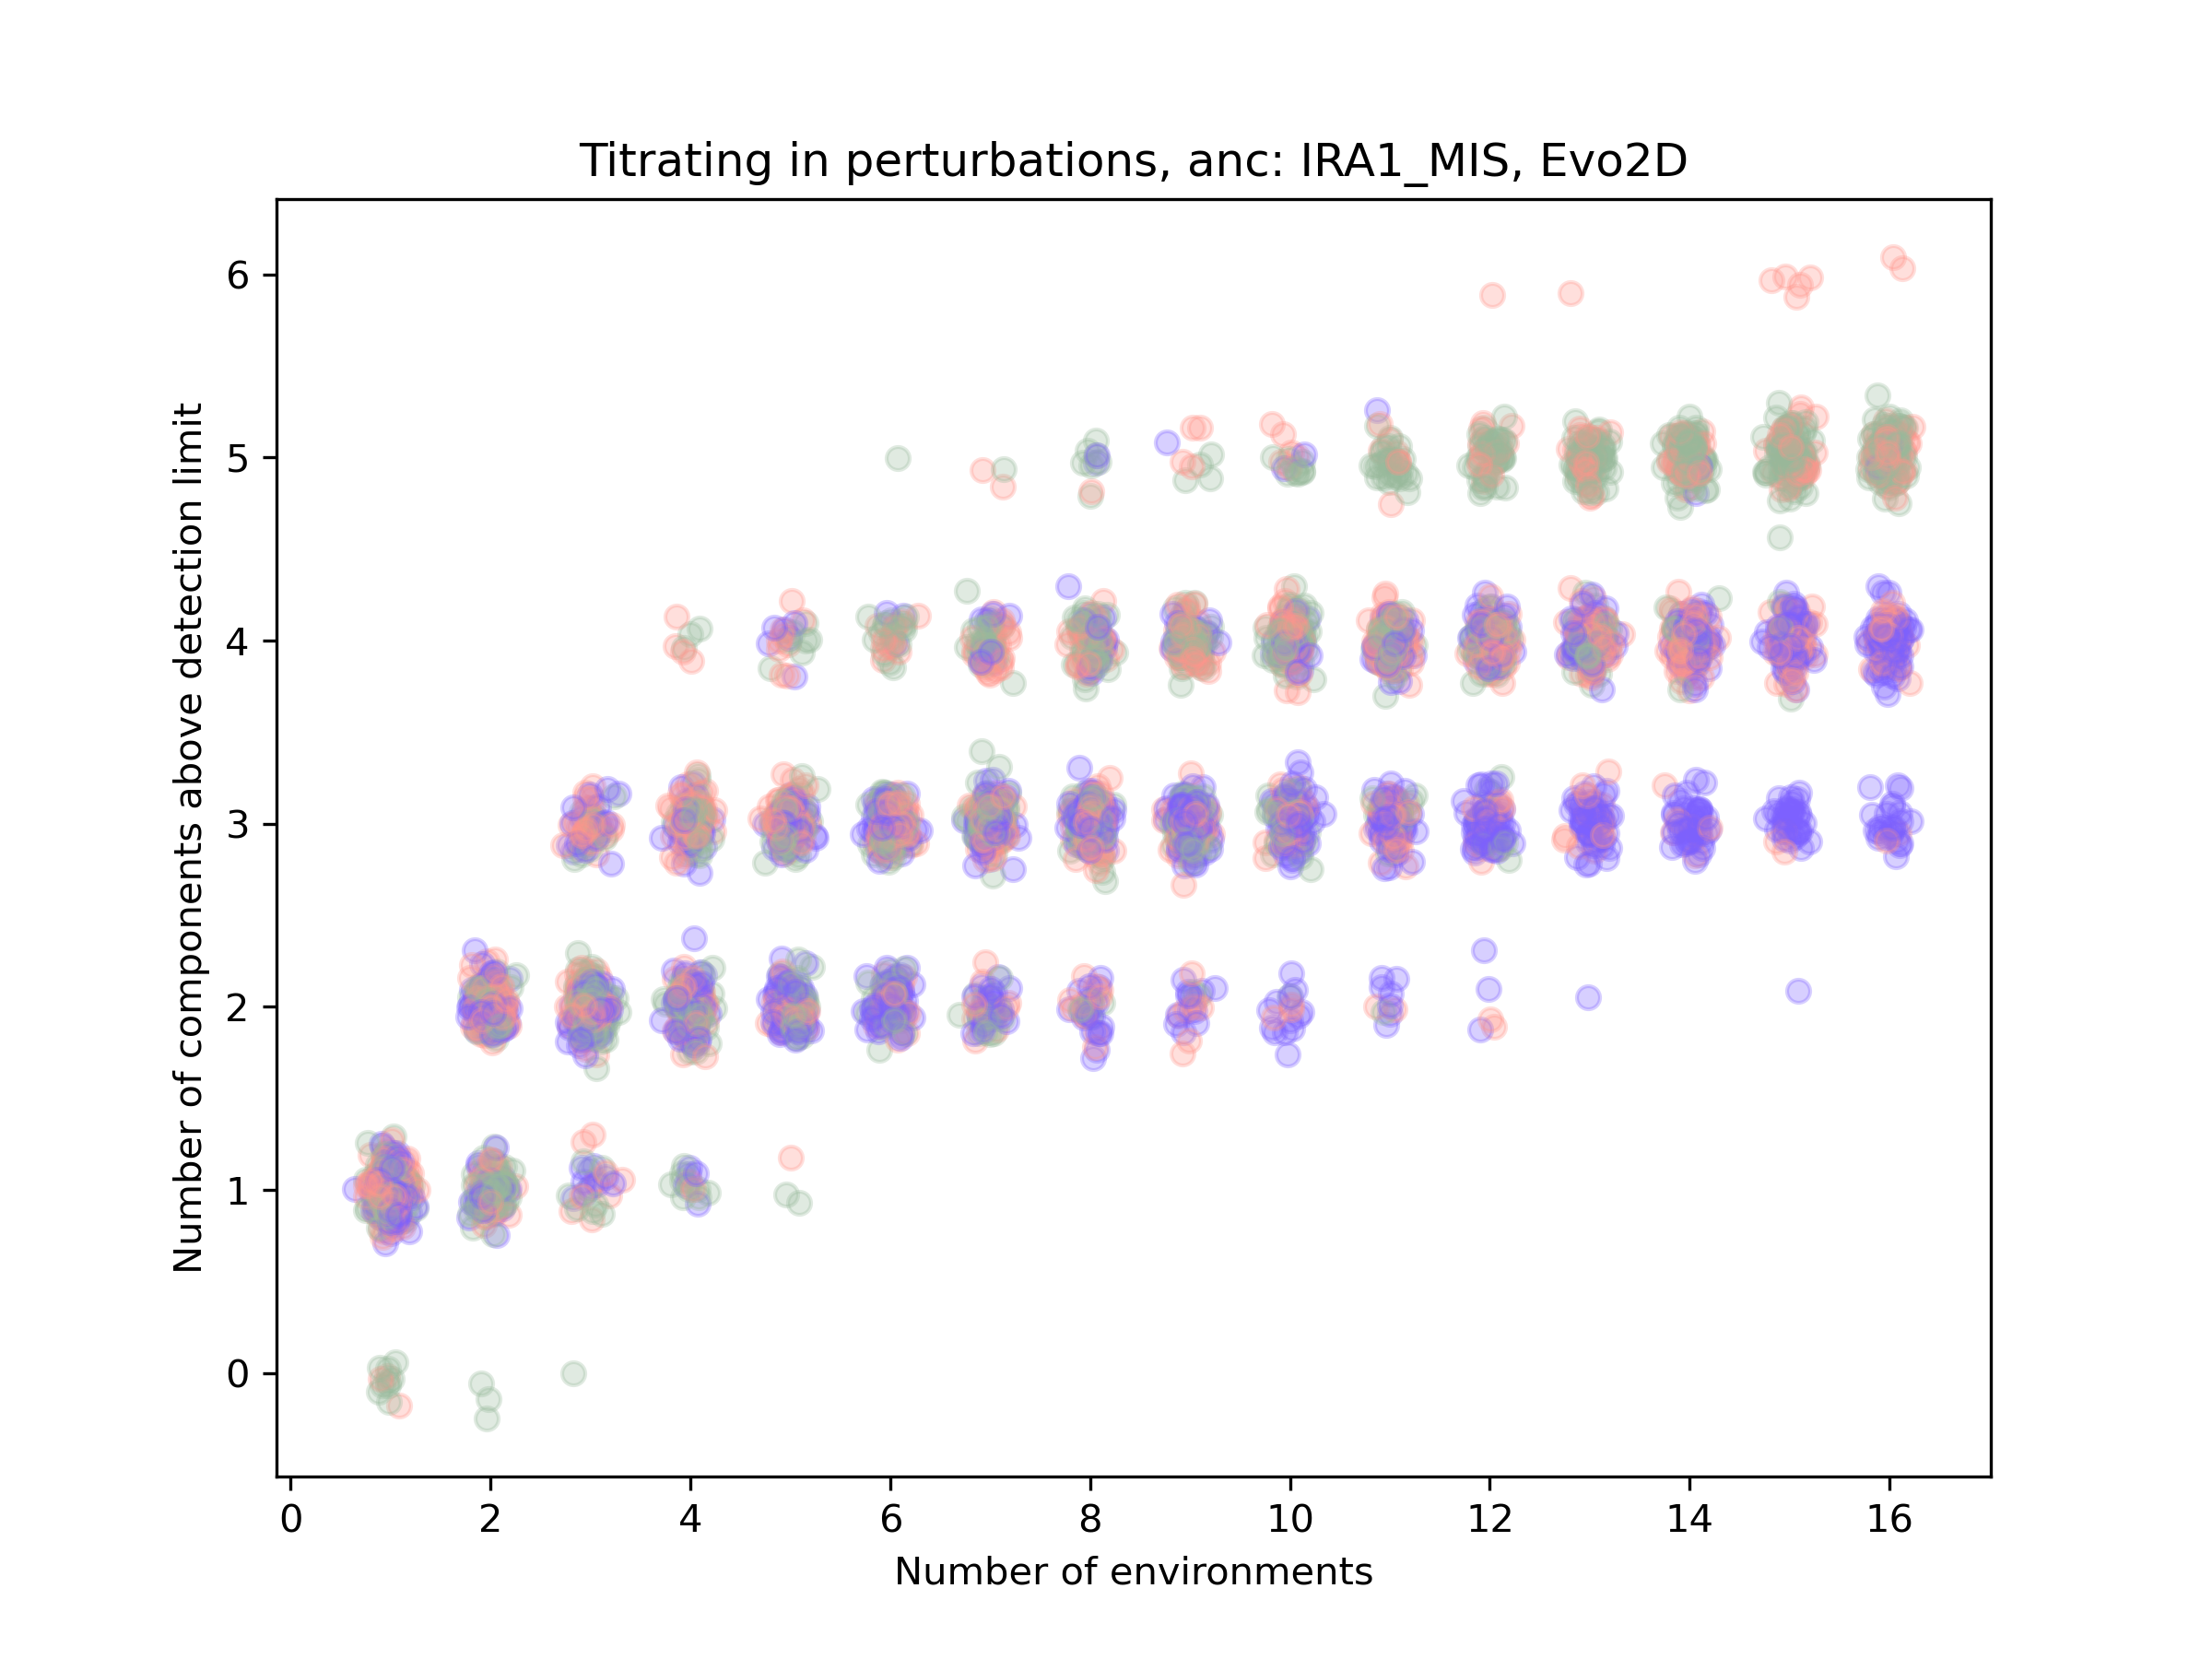 Titrating in perturbations, anc: IRA1_MIS, Evo2D
Number of components above detection limit
6
5
4
3
2
1
0
0 2 4 6 8 10 12 14 16
Number of environments